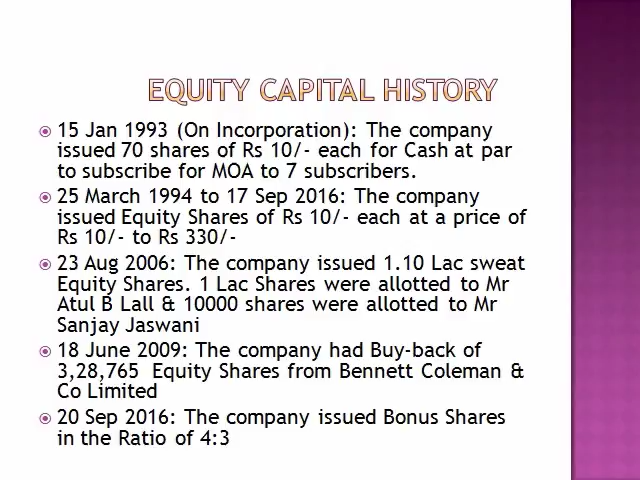 EQUITY CAPITAL HISTORY
15 Jan 1993 (On Incorporation): The company
issued 70 shares of Rs 10/- each for Cash at par
to subscribe for MOA to 7 subscribers.
25 March 1994 to 17 Sep 2016: The company
issued Equity Shares of Rs 10/- each at a price of
Rs 10/- to Rs 330/-
23 Aug 2006: The company issued 1.10 Lac sweat
Equity Shares. 1 Lac Shares were allotted to Mr
Atul B Lall & 10000 shares were allotted to Mr
Sanjay Jaswani
18 June 2009: The company had Buy-back of
3,28,765 Equity Shares from Bennett Coleman &
Co Limited
20 Sep 2016: The company issued Bonus Shares
in the Ratio of 4:3